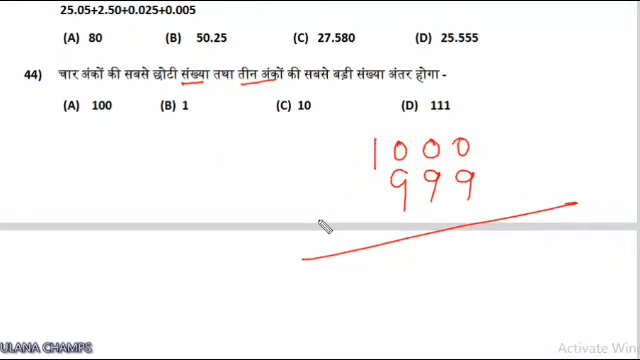 25.05+2.50+0.025+0.005
(A) 80 (B) 50.25 (C) 27.580 (D) 25.555
44) चार अंकों की सबसे छोटी संख्या तथा तीन अंकों की सबसे बड़ी संख्या अंतर होगा -
(A) 100 (B) 1 (C) 10 (D) 111
1000
999
ULANA CHAMPS
Activate Win